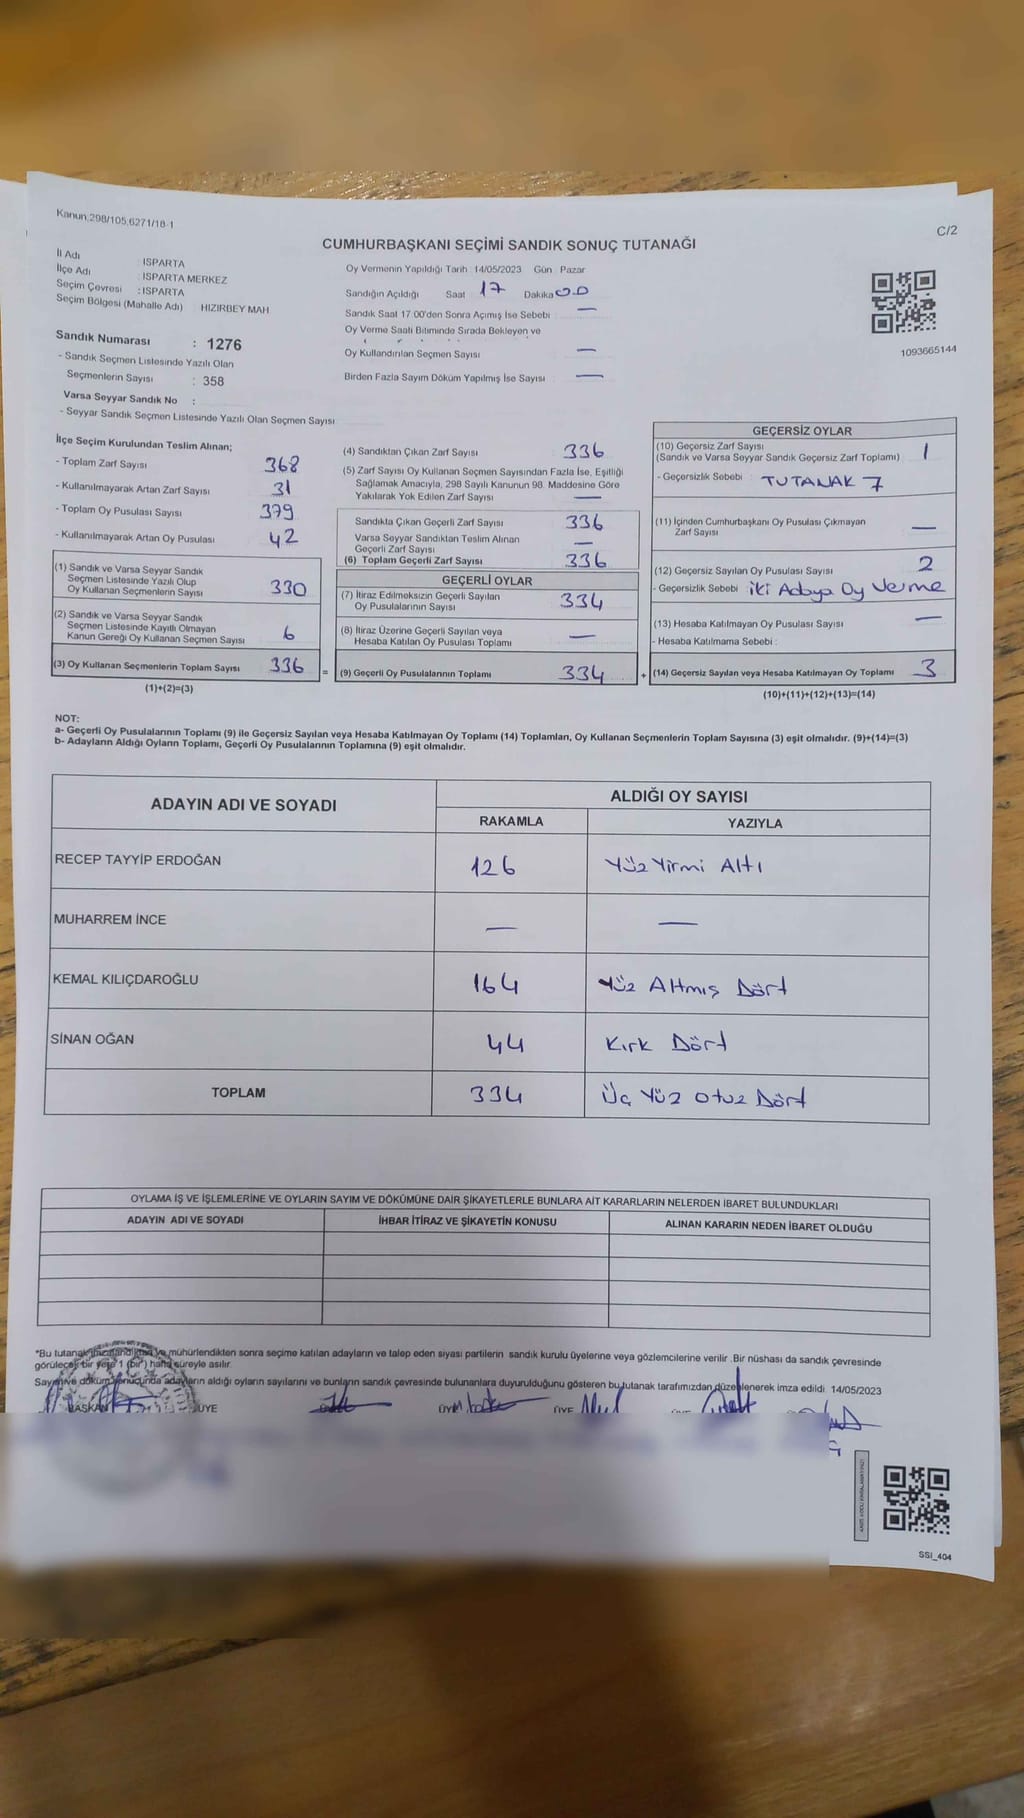 Kanun,298/105,6271/18-1
C/2
CUMHURBAŞKANI SEÇİMİ SANDIK SONUÇ TUTANAĞI
İl Adı : ISPARTA
İlçe Adı : ISPARTA MERKEZ
Seçim Çevresi : ISPARTA
Seçim Bölgesi (Mahalle Adı) HIZIRBEY MAH
Sandık Numarası : 1276
- Sandık Seçmen Listesinde Yazılı Olan
Seçmenlerin Sayısı : 358
Varsa Seyyar Sandık No :
- Seyyar Sandık Seçmen Listesinde Yazılı Olan Seçmen Sayısı
Oy Vermenin Yapıldığı Tarih : 14/05/2023 Gün : Pazar
Sandığın Açıldığı Saat 17 Dakika 00
Sandık Saat 17.00'den Sonra Açımış İse Sebebi : —
Oy Verme Saati Bitiminde Sırada Bekleyen ve
Oy Kullandırılan Seçmen Sayısı —
Birden Fazla Sayım Döküm Yapılmış İse Sayısı —
1093665144
İlçe Seçim Kurulundan Teslim Alınan;
- Toplam Zarf Sayısı 368
- Kullanılmayarak Artan Zarf Sayısı 31
- Toplam Oy Pusulası Sayısı 379
- Kullanılmayarak Artan Oy Pusulası 42
(1) Sandık ve Varsa Seyyar Sandık
Seçmen Listesinde Yazılı Olup
Oy Kullanan Seçmenlerin Sayısı 330
(2) Sandık ve Varsa Seyyar Sandık
Seçmen Listesinde Kayıtlı Olmayan
Kanun Gereği Oy Kullanan Seçmen Sayısı 6
(3) Oy Kullanan Seçmenlerin Toplam Sayısı 336
(1)+(2)=(3)
(4) Sandıktan Çıkan Zarf Sayısı 336
(5) Zarf Sayısı Oy Kullanan Seçmen Sayısından Fazla İse, Eşitliği
Sağlamak Amacıyla, 298 Sayılı Kanunun 98. Maddesine Göre
Yakılarak Yok Edilen Zarf Sayısı —
Sandıkta Çıkan Geçerli Zarf Sayısı 336
Varsa Seyyar Sandıktan Teslim Alınan
Geçerli Zarf Sayısı —
(6) Toplam Geçerli Zarf Sayısı 336
GEÇERLİ OYLAR
(7) İtiraz Edilmeksizin Geçerli Sayılan
Oy Pusulalarının Sayısı 334
(8) İtiraz Üzerine Geçerli Sayılan veya
Hesaba Katılan Oy Pusulası Toplamı —
= (9) Geçerli Oy Pusulalarının Toplamı 334
GEÇERSİZ OYLAR
(10) Geçersiz Zarf Sayısı
(Sandık ve Varsa Seyyar Sandık Geçersiz Zarf Toplamı) 1
- Geçersizlik Sebebi : TUTANAK 7
(11) İçinden Cumhurbaşkanı Oy Pusulası Çıkmayan
Zarf Sayısı —
(12) Geçersiz Sayılan Oy Pusulası Sayısı 2
- Geçersizlik Sebebi iki Adaya Oy Verme
(13) Hesaba Katılmayan Oy Pusulası Sayısı —
- Hesaba Katılmama Sebebi :
+ (14) Geçersiz Sayılan veya Hesaba Katılmayan Oy Toplamı 3
(10)+(11)+(12)+(13)=(14)
NOT:
a- Geçerli Oy Pusulalarının Toplamı (9) ile Geçersiz Sayılan veya Hesaba Katılmayan Oy Toplamı (14) Toplamları, Oy Kullanan Seçmenlerin Toplam Sayısına (3) eşit olmalıdır. (9)+(14)=(3)
b- Adayların Aldığı Oyların Toplamı, Geçerli Oy Pusulalarının Toplamına (9) eşit olmalıdır.
ADAYIN ADI VE SOYADI ALDIĞI OY SAYISI
RAKAMLA YAZIYLA
RECEP TAYYİP ERDOĞAN 126 Yüz Yirmi Altı
MUHARREM İNCE — —
KEMAL KILIÇDAROĞLU 164 Yüz Altmış Dört
SİNAN OĞAN 44 Kırk Dört
TOPLAM 334 Üç Yüz Otuz Dört
OYLAMA İŞ VE İŞLEMLERİNE VE OYLARIN SAYIM VE DÖKÜMÜNE DAİR ŞİKAYETLERLE BUNLARA AİT KARARLARIN NELERDEN İBARET BULUNDUKLARI
ADAYIN ADI VE SOYADI İHBAR İTİRAZ VE ŞİKAYETİN KONUSU ALINAN KARARIN NEDEN İBARET OLDUĞU
*Bu tutanak imzalandıktan ve mühürlendikten sonra seçime katılan adayların ve talep eden siyasi partilerin sandık kurulu üyelerine veya gözlemcilerine verilir .Bir nüshası da sandık çevresinde
görülecek bir yere 1 (bir) hafta süreyle asılır.
Sayım ve döküm sonucunda adayların aldığı oyların sayılarını ve bunların sandık çevresinde bulunanlara duyurulduğunu gösteren bu tutanak tarafımızdan düzenlenerek imza edildi. 14/05/2023
BAŞKAN ÜYE ÜYE ÜYE
SSI_404